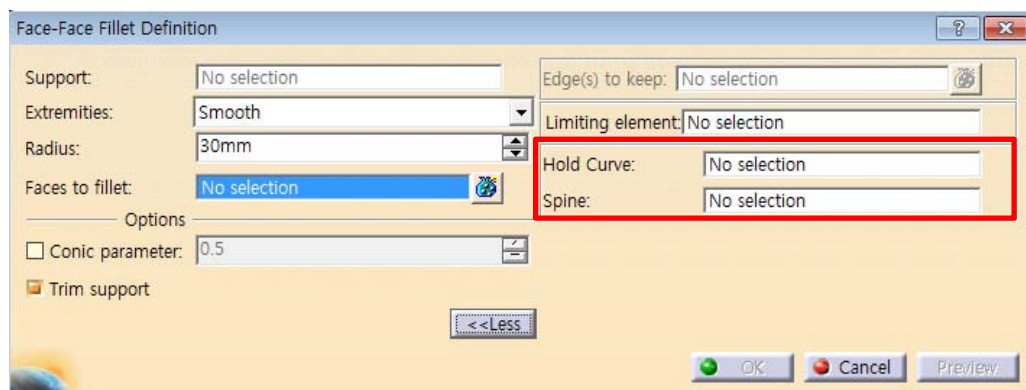 Face-Face Fillet Definition
Support: No selection
Extremities: Smooth
Radius: 30mm
Faces to fillet: No selection
Options
Conic parameter: 0.5
Trim support
<<Less
Edge(s) to keep: No selection
Limiting element: No selection
Hold Curve: No selection
Spine: No selection
OK Cancel Preview